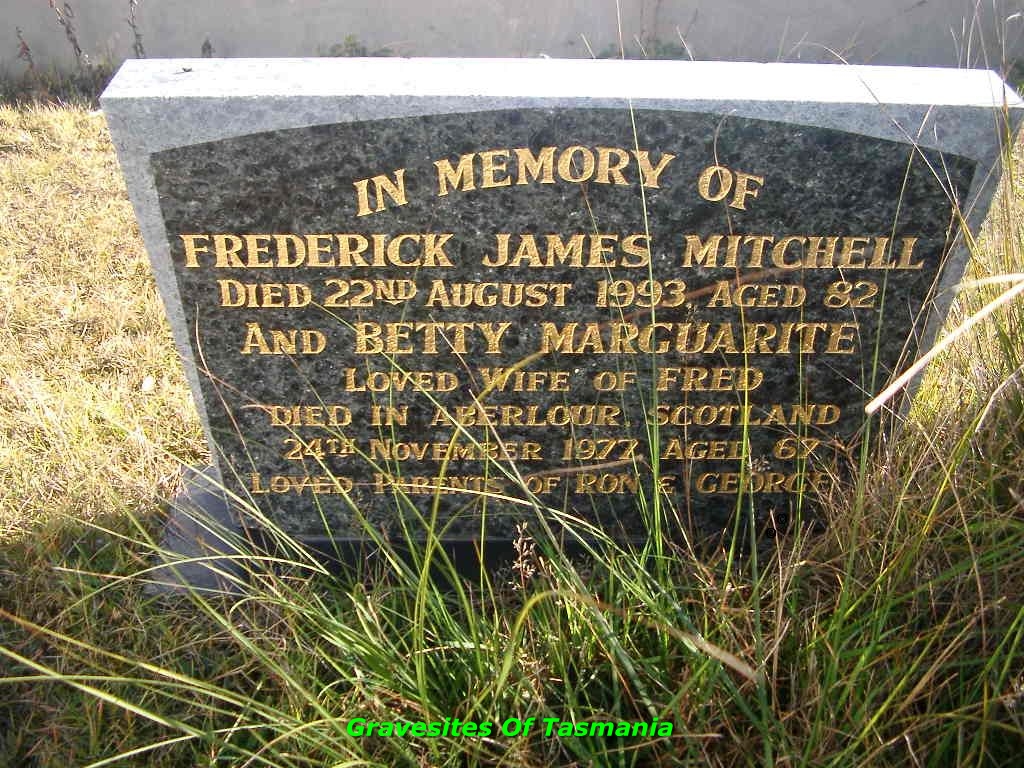 IN MEMORY OF
FREDERICK JAMES MITCHELL
DIED 22ND AUGUST 1993, AGED 82
AND BETTY MARGUARITE
LOVED WIFE OF FRED
DIED IN ABERLOUR, SCOTLAND
24TH NOVEMBER 1977, AGED 67
LOVED PARENTS OF RON & GEORGE
Gravesites Of Tasmania